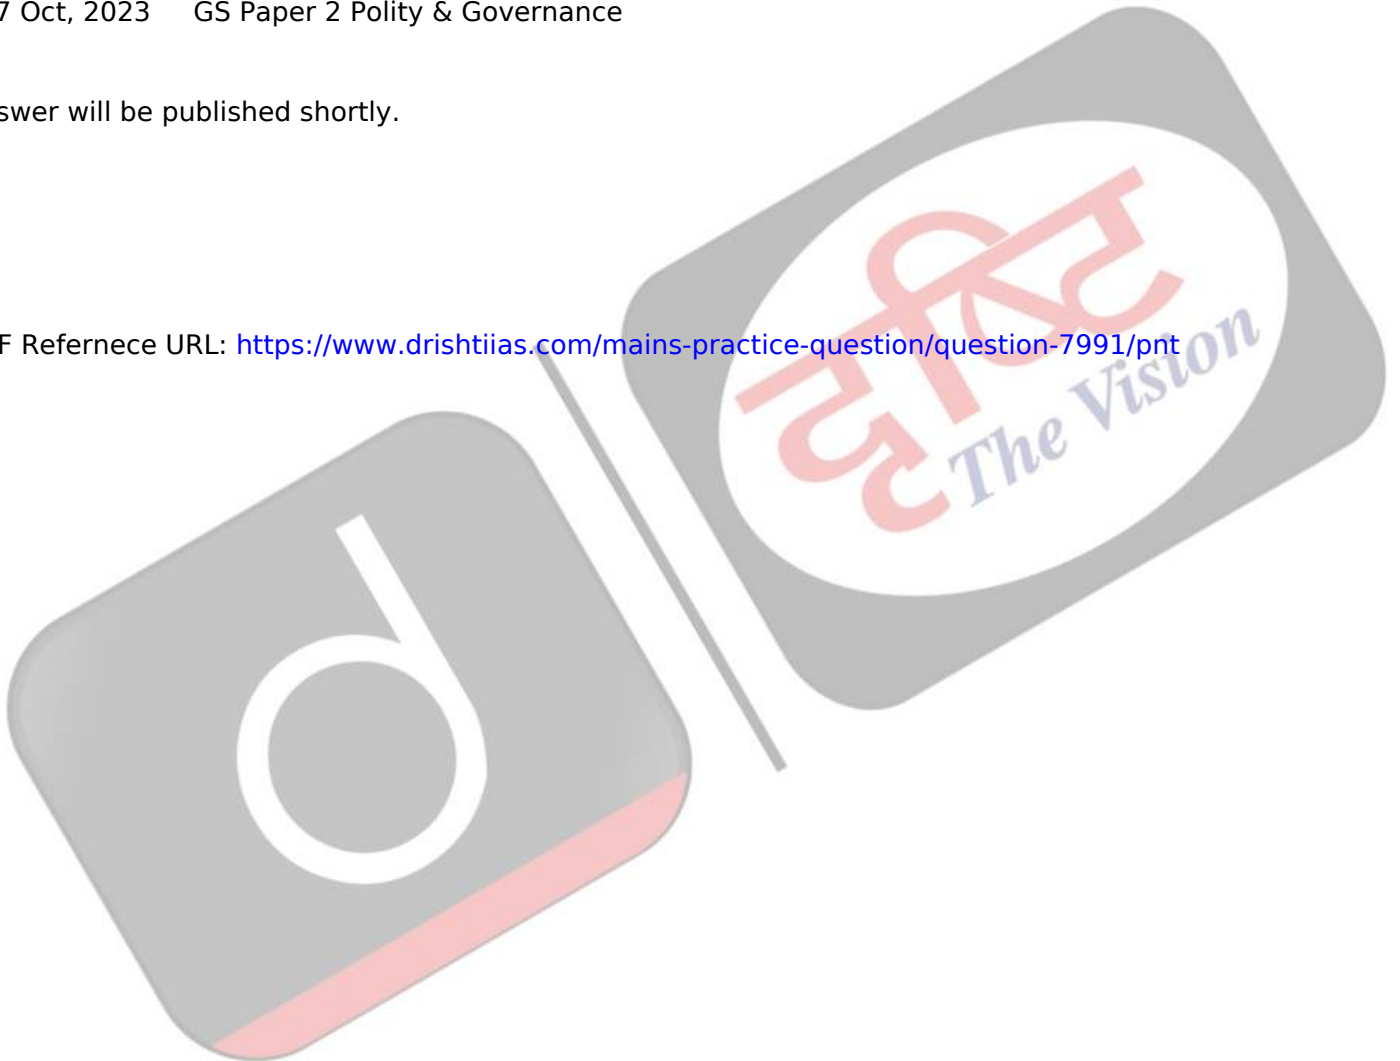 7 Oct, 2023 GS Paper 2 Polity & Governance
swer will be published shortly.
F Refernece URL: https://www.drishtiias.com/mains-practice-question/question-7991/pnt
दृष्टि
The Vision
d